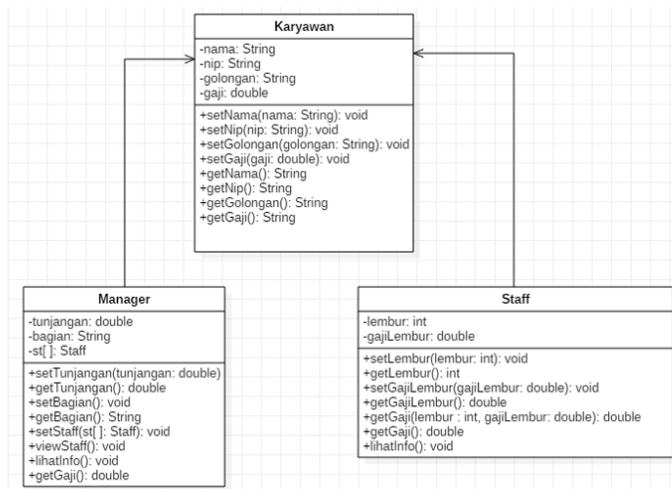 Karyawan
-nama: String
-nip: String
-golongan: String
-gaji: double
+setNama(nama: String): void
+setNip(nip: String): void
+setGolongan(golongan: String): void
+setGaji(gaji: double): void
+getNama(): String
+getNip(): String
+getGolongan(): String
+getGaji(): String
Manager
-tunjangan: double
-bagian: String
-st[ ]: Staff
+setTunjangan(tunjangan: double)
+getTunjangan(): double
+setBagian(): void
+getBagian(): String
+setStaff(st[ ]: Staff): void
+viewStaff(): void
+lihatInfo(): void
+getGaji(): double
Staff
-lembur: int
-gajiLembur: double
+setLembur(lembur: int): void
+getLembur(): int
+setGajiLembur(gajiLembur: double): void
+getGajiLembur(): double
+getGaji(lembur : int, gajiLembur: double): double
+getGaji(): double
+lihatInfo(): void